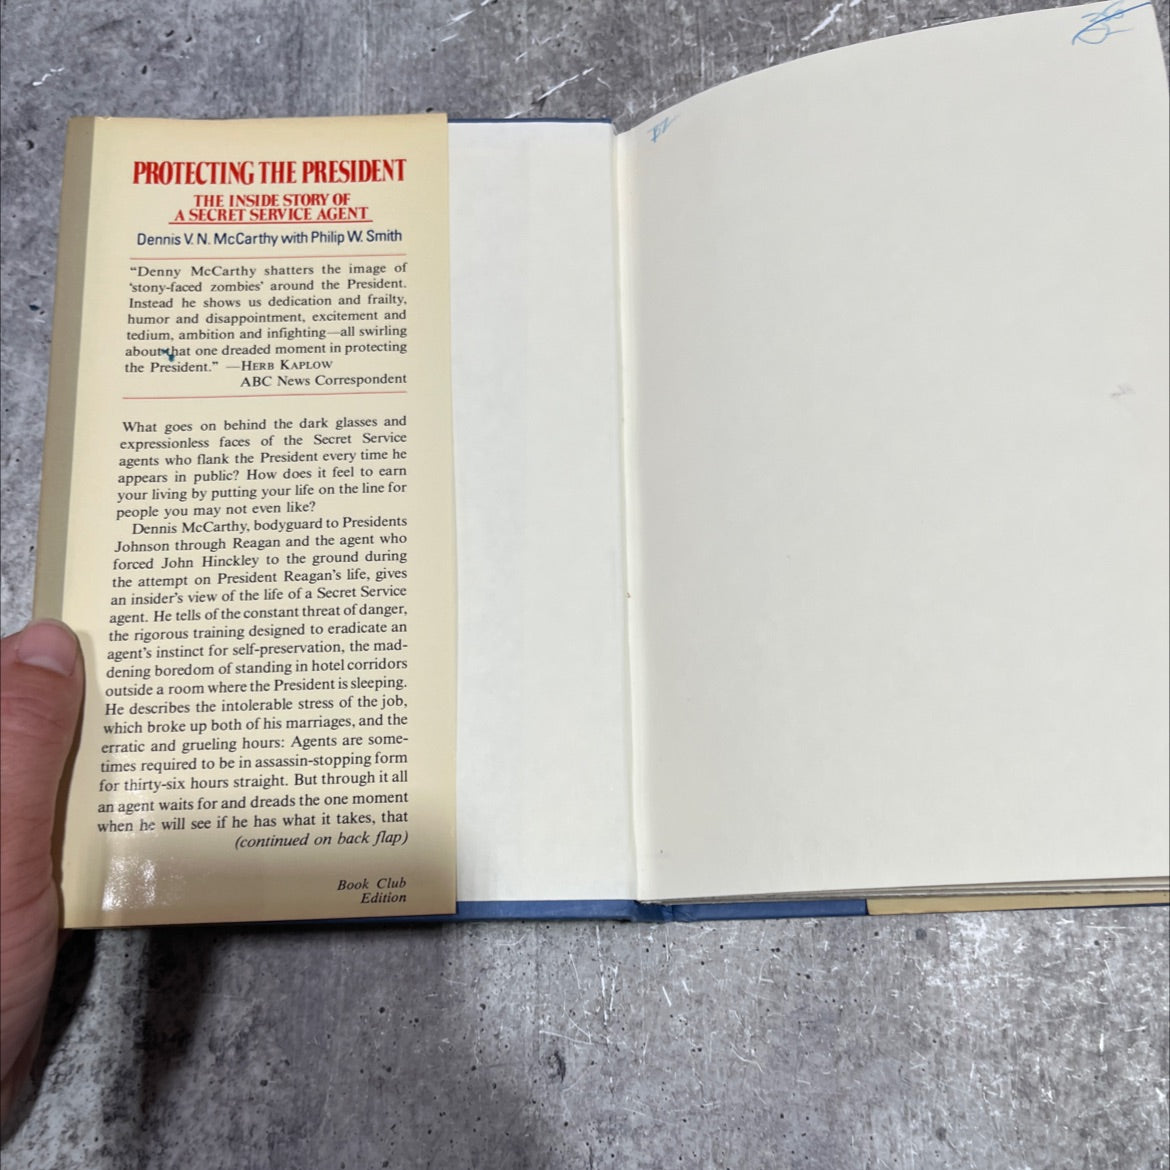 PROTECTING THE PRESIDENT
THE INSIDE STORY OF
A SECRET SERVICE AGENT
Dennis V. N. McCarthy with Philip W. Smith
“Denny McCarthy shatters the image of
‘stony-faced zombies’ around the President.
Instead he shows us dedication and frailty,
humor and disappointment, excitement and
tedium, ambition and infighting—all swirling
about that one dreaded moment in protecting
the President.” —HERB KAPLOW
ABC News Correspondent
What goes on behind the dark glasses and
expressionless faces of the Secret Service
agents who flank the President every time he
appears in public? How does it feel to earn
your living by putting your life on the line for
people you may not even like?
Dennis McCarthy, bodyguard to Presidents
Johnson through Reagan and the agent who
forced John Hinckley to the ground during
the attempt on President Reagan’s life, gives
an insider’s view of the life of a Secret Service
agent. He tells of the constant threat of danger,
the rigorous training designed to eradicate an
agent’s instinct for self-preservation, the mad-
dening boredom of standing in hotel corridors
outside a room where the President is sleeping.
He describes the intolerable stress of the job,
which broke up both of his marriages, and the
erratic and grueling hours: Agents are some-
times required to be in assassin-stopping form
for thirty-six hours straight. But through it all
an agent waits for and dreads the one moment
when he will see if he has what it takes, that
(continued on back flap)
Book Club
Edition